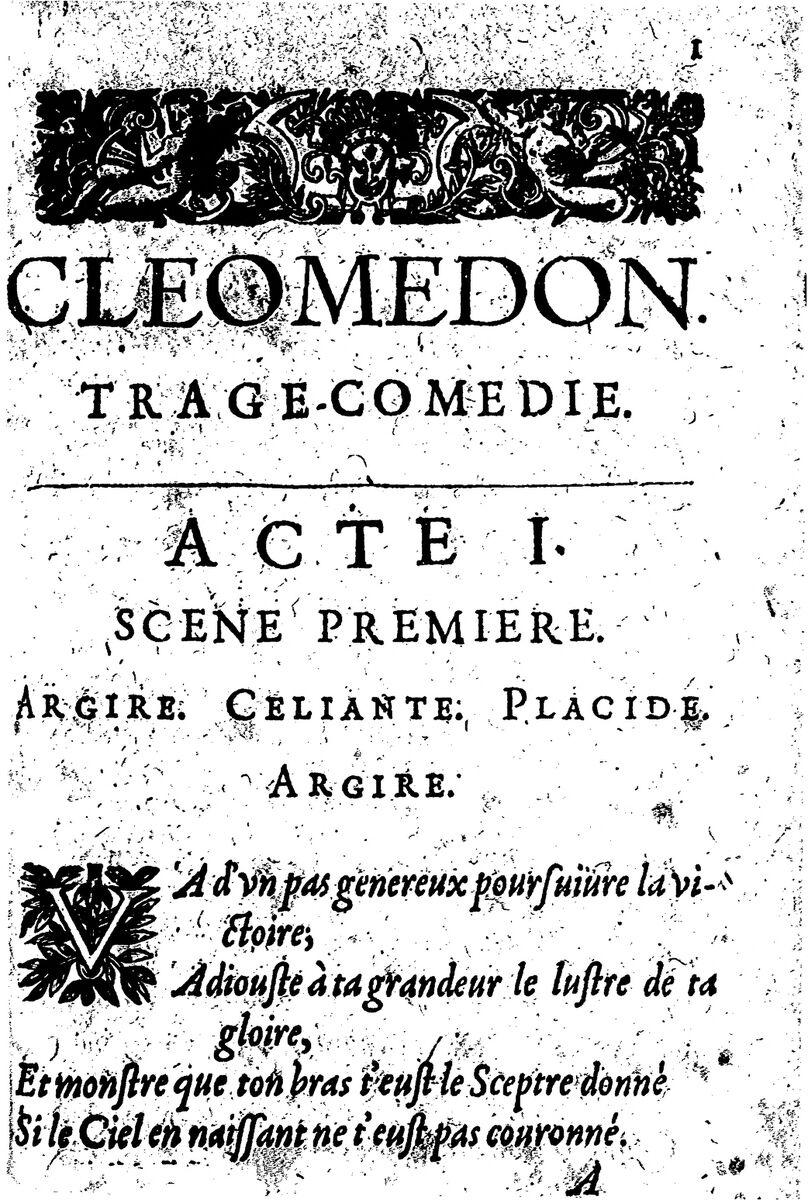 1
CLEOMEDON.
TRAGE-COMEDIE.
ACTE I.
SCENE PREMIERE.
ARGIRE. CELIANTE. PLACIDE.
ARGIRE.
VA d'vn pas genereux pourſuiure la vi-
ctoire;
Adiouſte à ta grandeur le luſtre de ta
gloire,
Et monſtre que ton bras t'euſt le Sceptre donné
Si le Ciel en naiſſant ne t'euſt pas couronné.
A